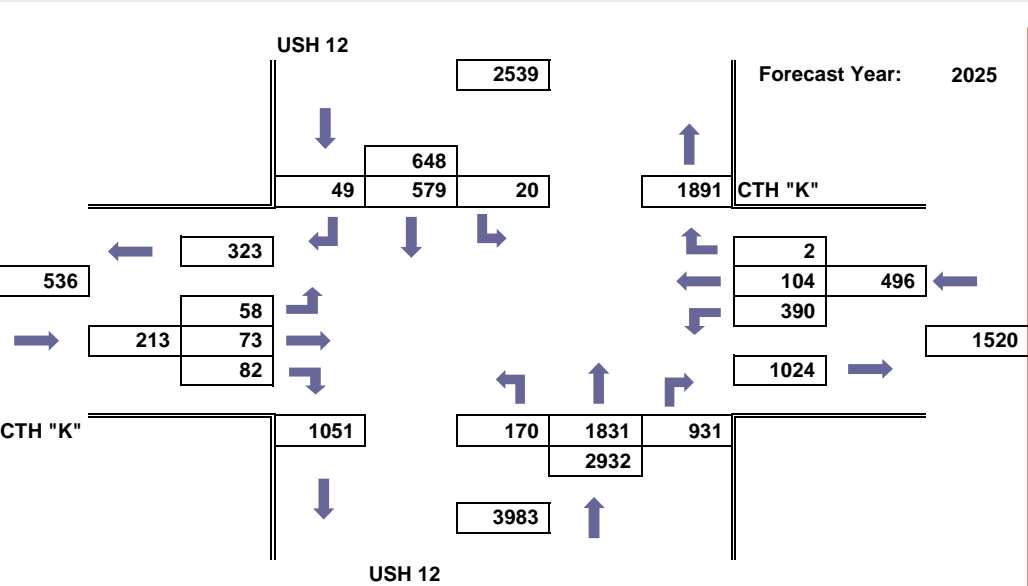 USH 12
2539
Forecast Year: 2025
648
49 579 20 1891 CTH "K"
323 2
536 104 496
58 390
213 73 1520
82 1024
CTH "K" 1051 170 1831 931
2932
3983
USH 12